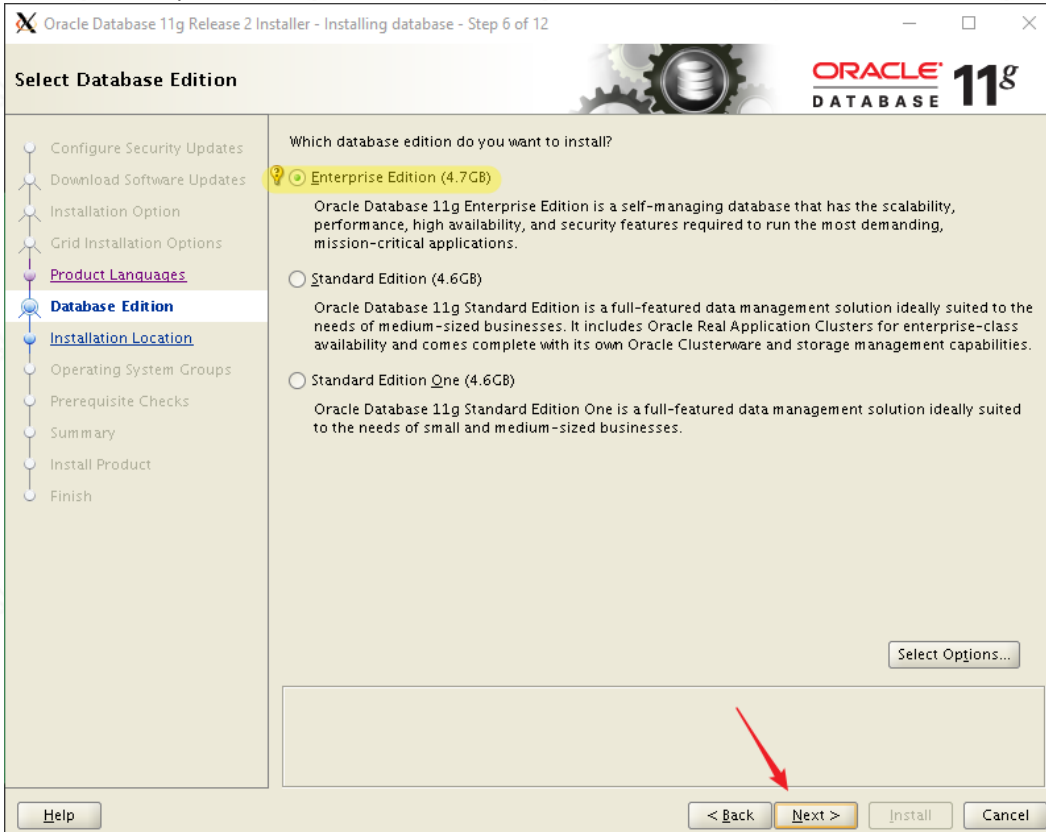 Oracle Database 11g Release 2 Installer - Installing database - Step 6 of 12
Select Database Edition
ORACLE
DATABASE
11g
Configure Security Updates
Download Software Updates
Installation Option
Grid Installation Options
Product Languages
Database Edition
Installation Location
Operating System Groups
Prerequisite Checks
Summary
Install Product
Finish
Which database edition do you want to install?
Enterprise Edition (4.7GB)
Oracle Database 11g Enterprise Edition is a self-managing database that has the scalability,
performance, high availability, and security features required to run the most demanding,
mission-critical applications.
Standard Edition (4.6GB)
Oracle Database 11g Standard Edition is a full-featured data management solution ideally suited to the
needs of medium-sized businesses. It includes Oracle Real Application Clusters for enterprise-class
availability and comes complete with its own Oracle Clusterware and storage management capabilities.
Standard Edition One (4.6GB)
Oracle Database 11g Standard Edition One is a full-featured data management solution ideally suited
to the needs of small and medium-sized businesses.
Select Options...
Help
< Back
Next >
Install
Cancel